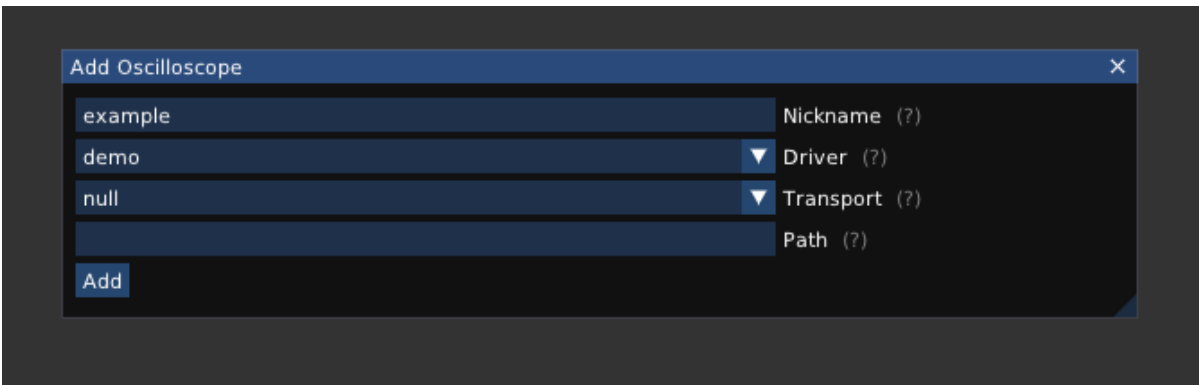 Add Oscilloscope
example Nickname (?)
demo Driver (?)
null Transport (?)
Path (?)
Add